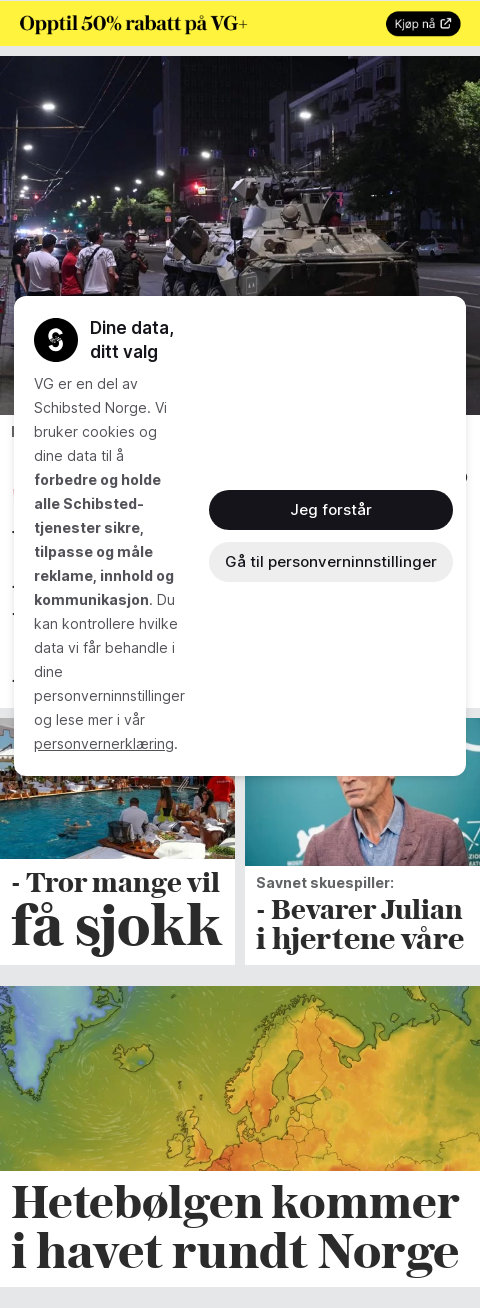 Opptil 50% rabatt på VG+
Kjøp nå
Dine data,
ditt valg
VG er en del av
Schibsted Norge. Vi
bruker cookies og
dine data til å
forbedre og holde
alle Schibsted-
tjenester sikre,
tilpasse og måle
reklame, innhold og
kommunikasjon. Du
kan kontrollere hvilke
data vi får behandle i
dine
personverninnstillinger
og lese mer i vår
personvernerklæring.
Jeg forstår
Gå til personverninnstillinger
- Tror mange vil
få sjokk
Savnet skuespiller:
- Bevarer Julian
i hjertene våre
Hetebølgen kommer
i havet rundt Norge